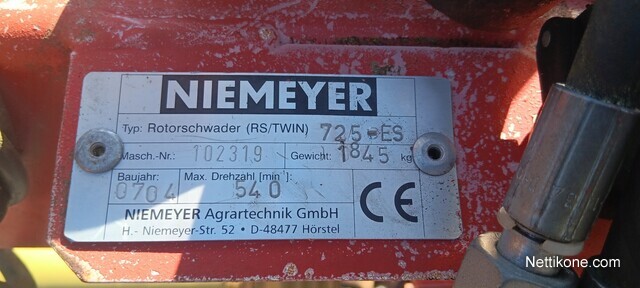 NIEMEYER
Typ: Rotorschwader (RS/TWIN) 725-ES
Masch.-Nr.: 102319 Gewicht: 1845 kg
Baujahr: 0704 Max. Drehzahl [min⁻¹]: 540
NIEMEYER Agrartechnik GmbH
H.- Niemeyer-Str. 52 • D-48477 Hörstel
CE
Nettikone.com